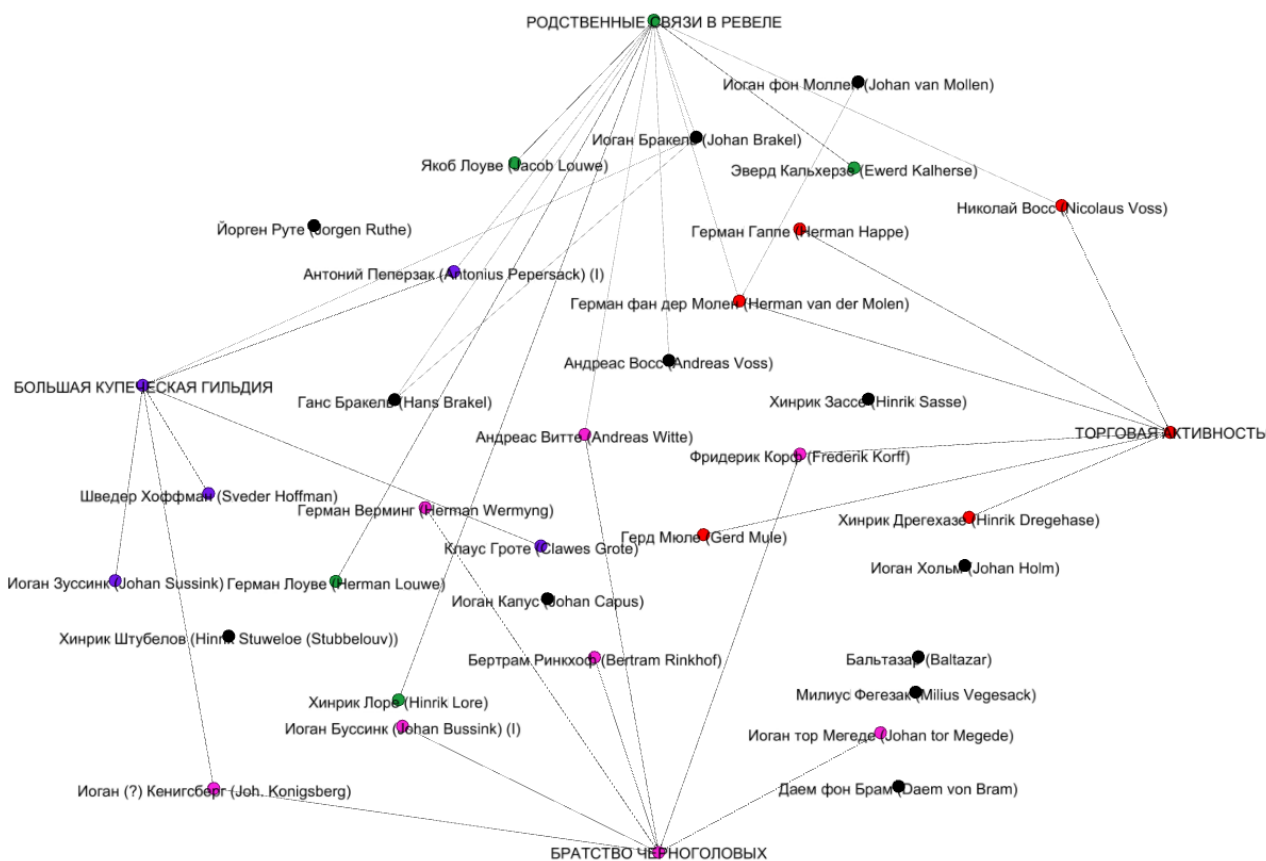 РОДСТВЕННЫЕ СВЯЗИ В РЕВЕЛЕ
Иоган фон Моллен (Johan van Mollen)
Иоган Бракель (Johan Brakel)
Якоб Лоуве (Jacob Louwe)
Эверд Кальхерзе (Ewerd Kalherse)
Николай Восс (Nicolaus Voss)
Йорген Руте (Jorgen Ruthe)
Герман Гаппе (Herman Happe)
Антоний Пеперзак (Antonius Pepersack) (I)
Герман фан дер Молен (Herman van der Molen)
Андреас Восс (Andreas Voss)
БОЛЬШАЯ КУПЕЧЕСКАЯ ГИЛЬДИЯ
Ганс Бракель (Hans Brakel)
Хинрик Зассе (Hinrik Sasse)
Андреас Витте (Andreas Witte)
ТОРГОВАЯ АКТИВНОСТЬ
Фридерик Корф (Frederik Korff)
Шведер Хоффман (Sveder Hoffman)
Герман Верминг (Herman Wermyng)
Хинрик Дрегехазе (Hinrik Dregehase)
Герд Мюле (Gerd Mule)
Клаус Гроте (Clawes Grote)
Иоган Хольм (Johan Holm)
Иоган Зуссинк (Johan Sussink)
Герман Лоуве (Herman Louwe)
Иоган Капус (Johan Capus)
Хинрик Штубелов (Hinrik Stuweloe (Stubbelouv))
Бертрам Ринкхоф (Bertram Rinkhof)
Бальтазар (Baltazar)
Милиус Фегезак (Milius Vegesack)
Хинрик Лоре (Hinrik Lore)
Иоган Буссинк (Johan Bussink) (I)
Иоган тор Мегеде (Johan tor Megede)
Иоган (?) Кенигсберг (Joh. Konigsberg)
Даем фон Брам (Daem von Bram)
БРАТСТВО ЧЕРНОГОЛОВЫХ